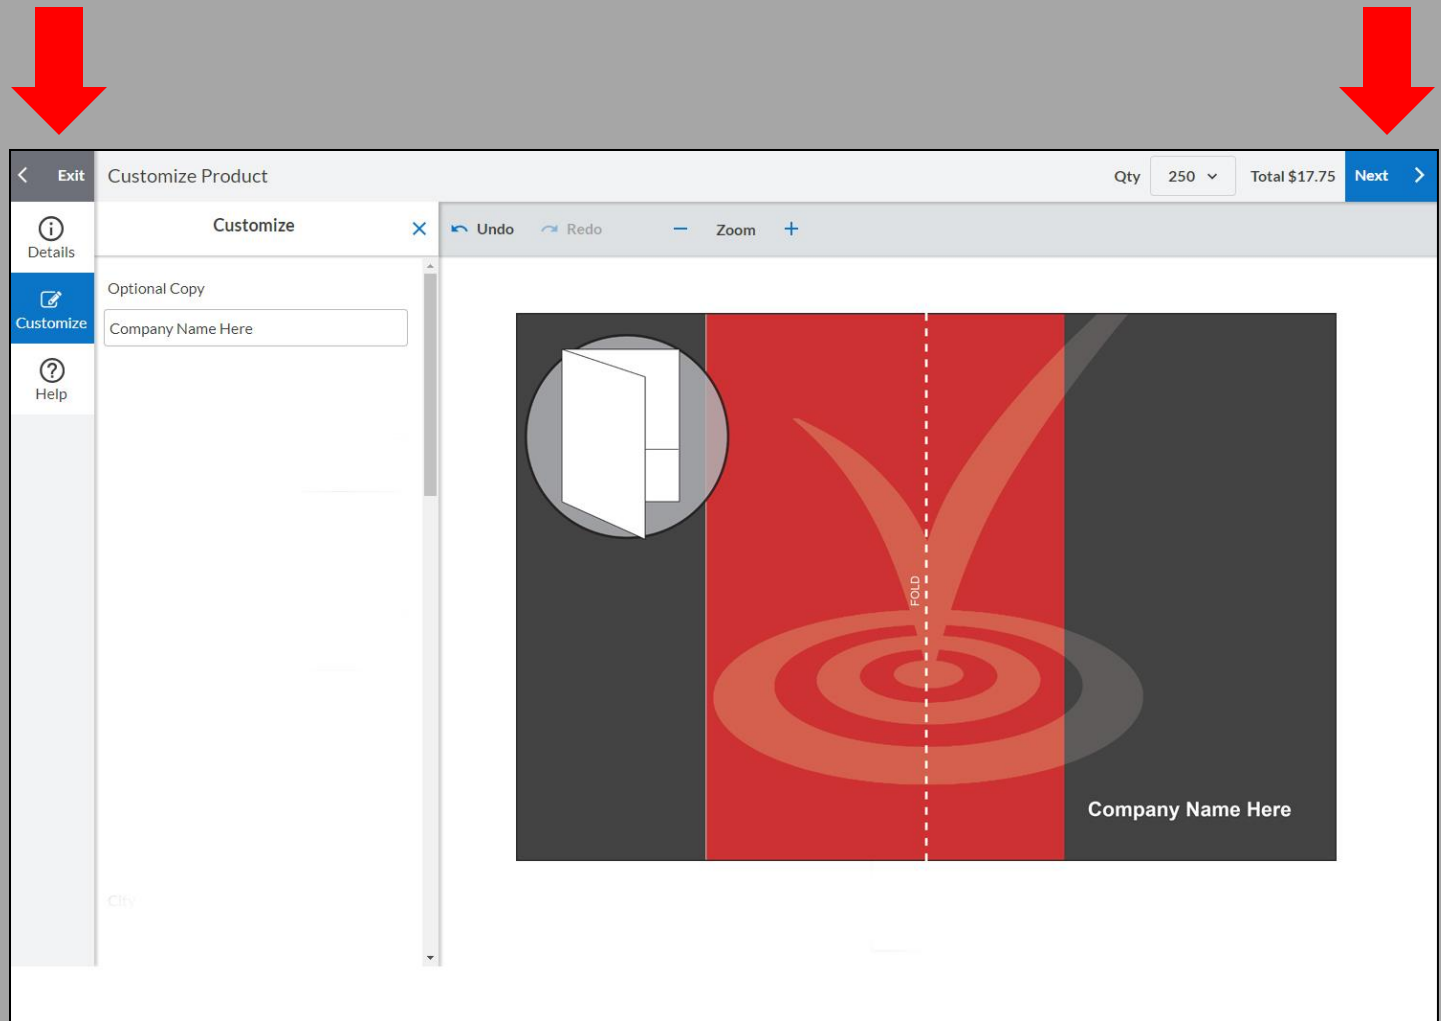 Exit
Customize Product
Qty 250 Total $17.75 Next
Details
Customize
Undo Redo Zoom
Optional Copy
Customize
Company Name Here
Help
FOLD
Company Name Here
City